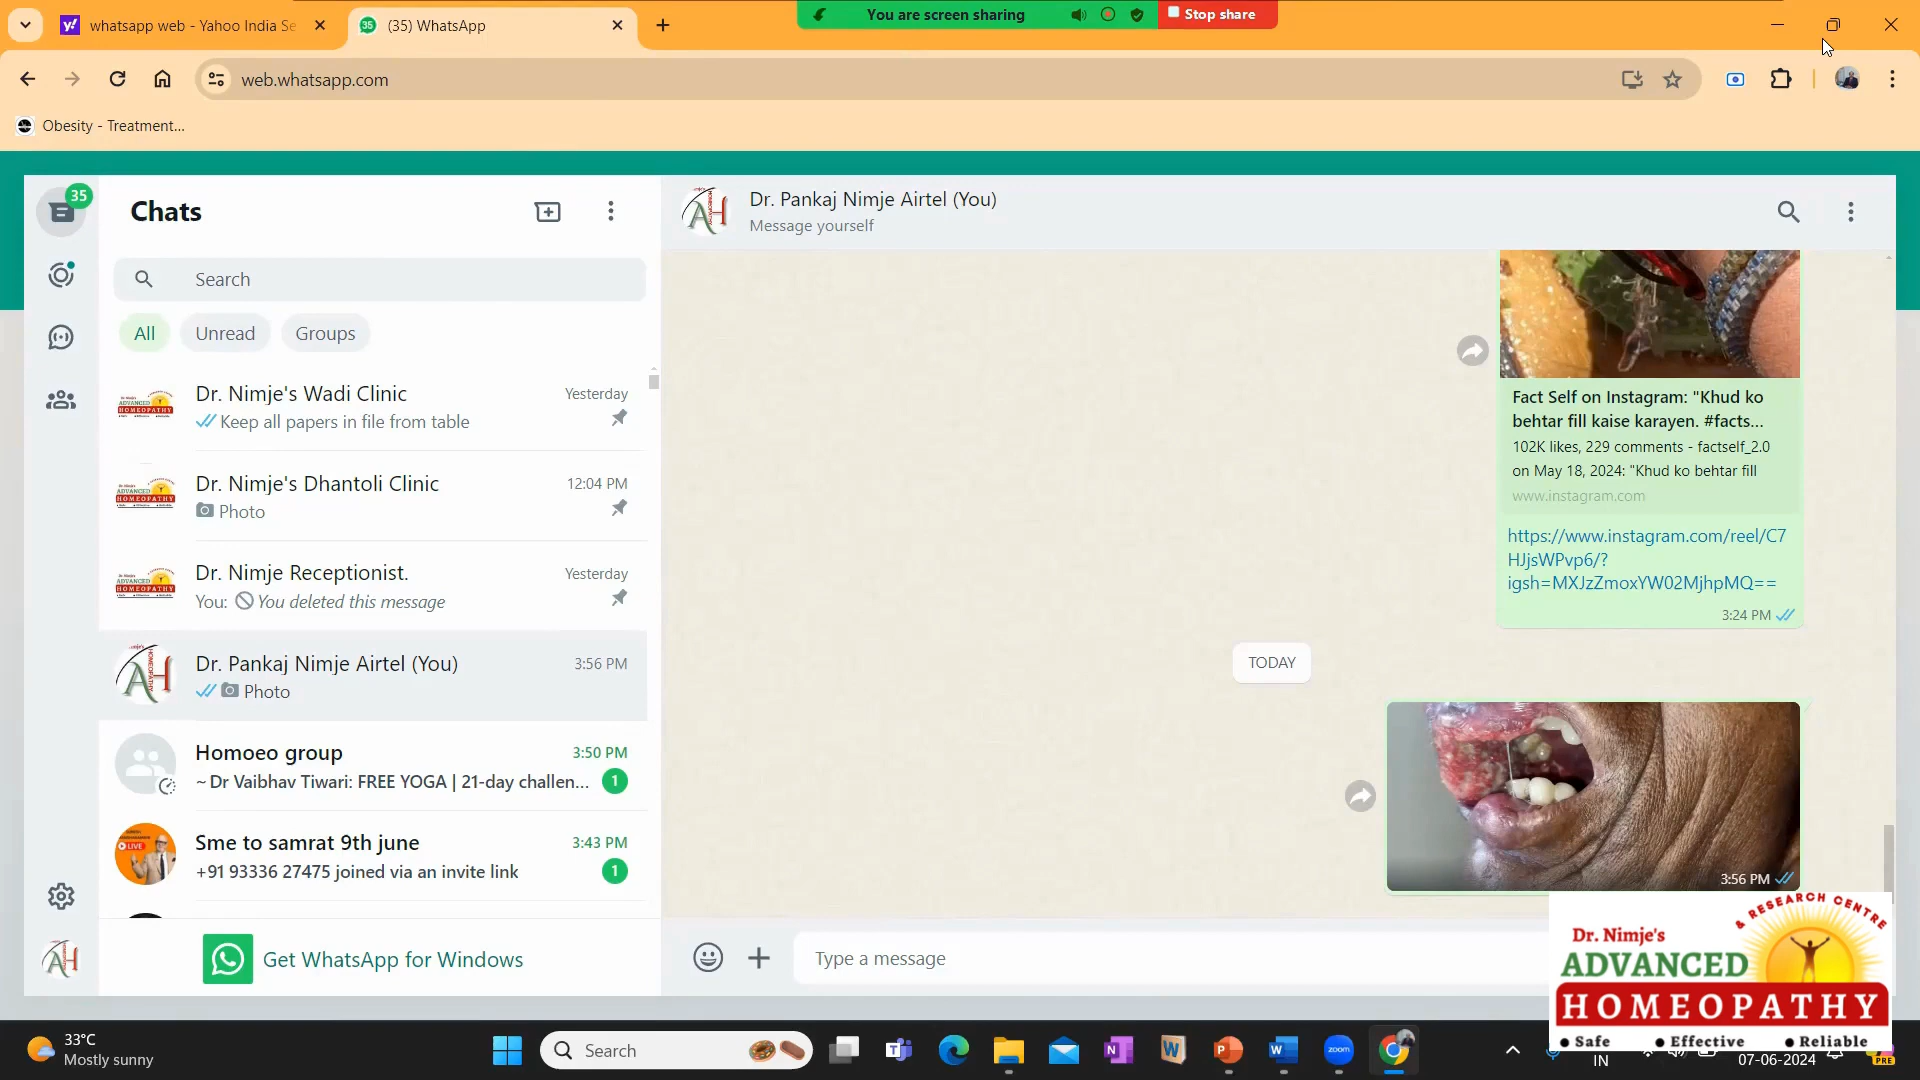 whatsapp web - Yahoo India Se
(35) WhatsApp
You are screen sharing
Stop share
web.whatsapp.com
Obesity - Treatment...
35
Chats
Search
All
Unread
Groups
Dr. Nimje's Wadi Clinic
Yesterday
Keep all papers in file from table
Dr. Nimje's Dhantoli Clinic
12:04 PM
Photo
Dr. Nimje Receptionist.
Yesterday
You: You deleted this message
Dr. Pankaj Nimje Airtel (You)
3:56 PM
Photo
Homoeo group
3:50 PM
~ Dr Vaibhav Tiwari: FREE YOGA | 21-day challen...
1
Sme to samrat 9th june
3:43 PM
+91 93336 27475 joined via an invite link
1
Get WhatsApp for Windows
Dr. Pankaj Nimje Airtel (You)
Message yourself
Fact Self on Instagram: "Khud ko
behtar fill kaise karayen. #facts...
102K likes, 229 comments - factself_2.0
on May 18, 2024: "Khud ko behtar fill
www.instagram.com
https://www.instagram.com/reel/C7
HJjsWPvp6/?
igsh=MXJzZmoxYW02MjhpMQ==
3:24 PM
TODAY
3:56 PM
Type a message
& RESEARCH CENTRE
Dr. Nimje's
ADVANCED
HOMEOPATHY
• Safe • Effective • Reliable
33°C
Mostly sunny
Search
zoom
IN
07-06-2024
PRE